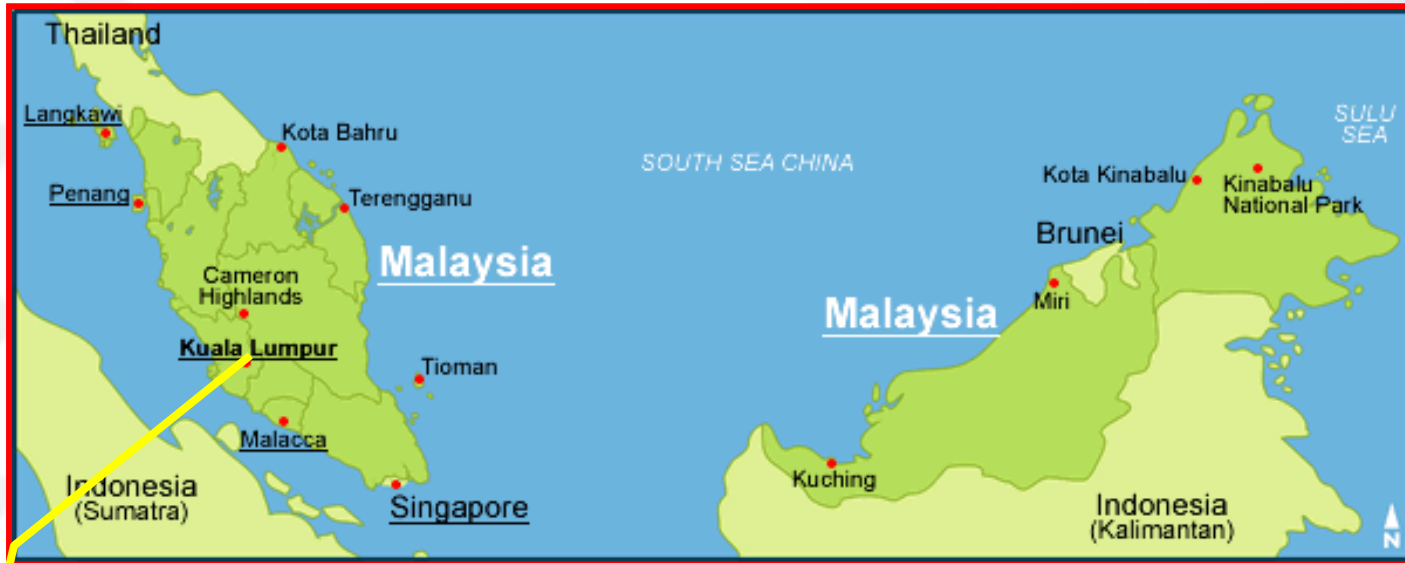 Thailand
Langkawi
Kota Bahru
SULU
SEA
SOUTH SEA CHINA
Kota Kinabalu
Kinabalu
National Park
Penang
Terengganu
Brunei
Malaysia
Cameron
Highlands
Miri
Malaysia
Kuala Lumpur
Tioman
Malacca
Kuching
Indonesia
(Sumatra)
Singapore
Indonesia
(Kalimantan)
N